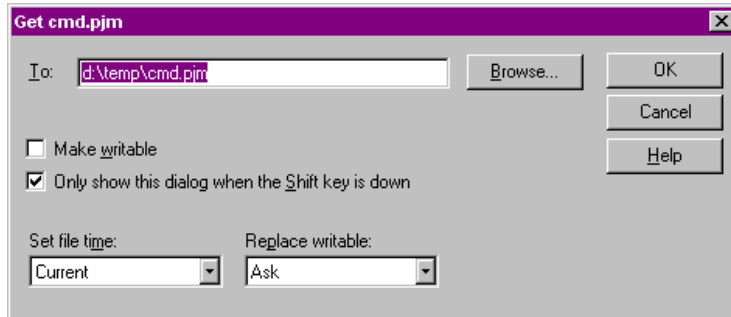 Get cmd.pjm
To: d:\temp\cmd.pjm Browse... OK
Cancel
Make writable
Help
Only show this dialog when the Shift key is down
Set file time: Replace writable:
Current Ask